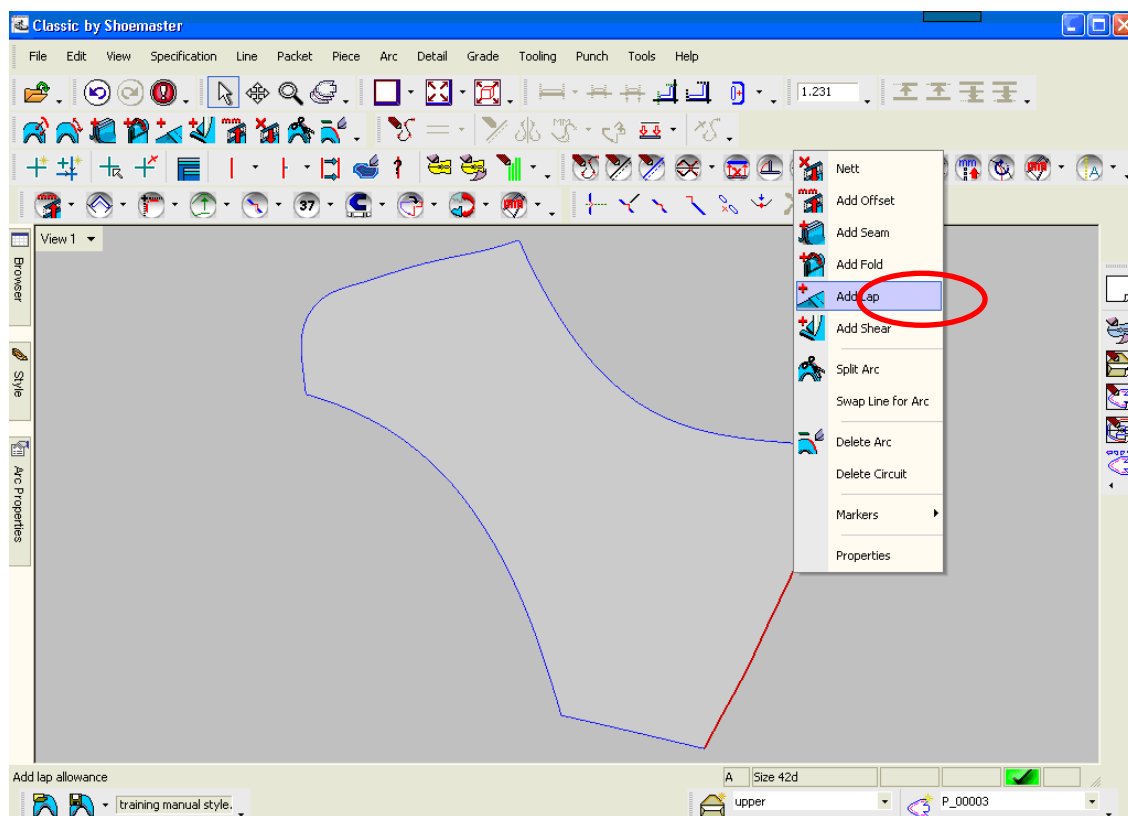 Classic by Shoemaster
File Edit View Specification Line Packet Piece Arc Detail Grade Tooling Punch Tools Help
1.231
mm
37
A
View 1
Browser
Style
Arc Properties
Nett
Add Offset
Add Seam
Add Fold
Add Lap
Add Shear
Split Arc
Swap Line for Arc
Delete Arc
Delete Circuit
Markers
Properties
Add lap allowance
A Size 42d
training manual style.
upper
P_00003